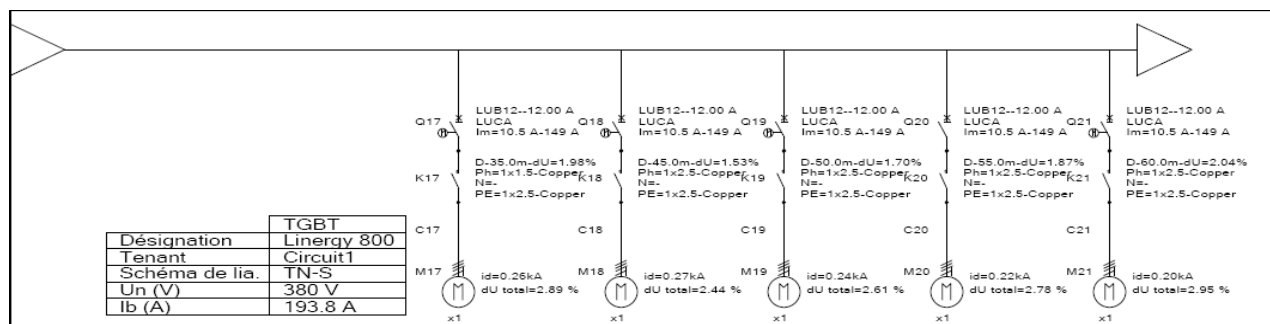 LUB12--12.00 A
Q17 LUCA
Im=10.5 A-149 A
D-35.0m-dU=1.98%
Ph=1x1.5-Copper
K17 N=-
PE=1x2.5-Copper
C17
M17 id=0.26kA
dU total=2.89 %
x1
LUB12--12.00 A
Q18 LUCA
Im=10.5 A-149 A
D-45.0m-dU=1.53%
Ph=1x2.5-Copper
K18 N=-
PE=1x2.5-Copper
C18
M18 id=0.27kA
dU total=2.44 %
x1
LUB12--12.00 A
Q19 LUCA
Im=10.5 A-149 A
D-50.0m-dU=1.70%
Ph=1x2.5-Copper
K19 N=-
PE=1x2.5-Copper
C19
M19 id=0.24kA
dU total=2.61 %
x1
LUB12--12.00 A
Q20 LUCA
Im=10.5 A-149 A
D-55.0m-dU=1.87%
Ph=1x2.5-Copper
K20 N=-
PE=1x2.5-Copper
C20
M20 id=0.22kA
dU total=2.78 %
x1
LUB12--12.00 A
Q21 LUCA
Im=10.5 A-149 A
D-60.0m-dU=2.04%
Ph=1x2.5-Copper
K21 N=-
PE=1x2.5-Copper
C21
M21 id=0.20kA
dU total=2.95 %
x1
TGBT
Désignation Linergy 800
Tenant Circuit1
Schéma de lia. TN-S
Un (V) 380 V
Ib (A) 193.8 A